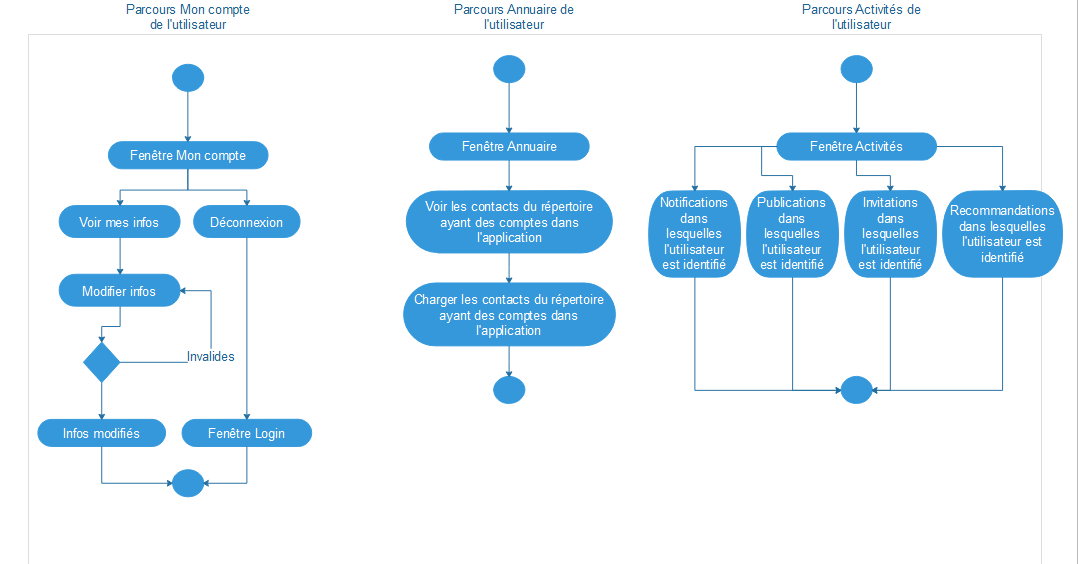 Parcours Mon compte
de l'utilisateur
Fenêtre Mon compte
Voir mes infos
Déconnexion
Modifier infos
Invalides
Infos modifiés
Fenêtre Login
Parcours Annuaire de
l'utilisateur
Fenêtre Annuaire
Voir les contacts du répertoire
ayant des comptes dans
l'application
Charger les contacts du répertoire
ayant des comptes dans
l'application
Parcours Activités de
l'utilisateur
Fenêtre Activités
Notifications
dans
lesquelles
l'utilisateur
est identifié
Publications
dans
lesquelles
l'utilisateur
est identifié
Invitations
dans
lesquelles
l'utilisateur
est identifié
Recommandations
dans lesquelles
l'utilisateur est
identifié